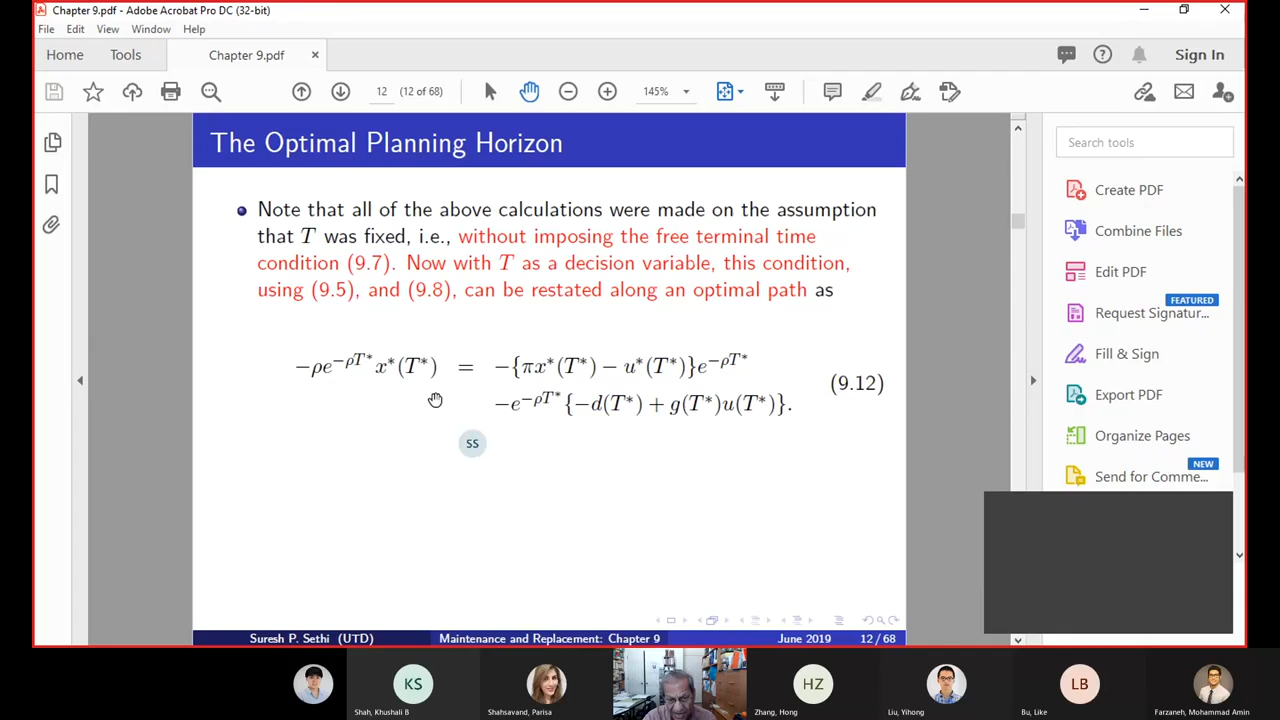 Chapter 9.pdf - Adobe Acrobat Pro DC (32-bit)
File Edit View Window Help
Home Tools Chapter 9.pdf × Sign In
12 (12 of 68) 145%
The Optimal Planning Horizon
Note that all of the above calculations were made on the assumption
that T was fixed, i.e., without imposing the free terminal time
condition (9.7). Now with T as a decision variable, this condition,
using (9.5), and (9.8), can be restated along an optimal path as
−ρe^{−ρT*}x*(T*) = −{πx*(T*) − u*(T*)}e^{−ρT*}
−e^{−ρT*}{−d(T*) + g(T*)u(T*)}. (9.12)
SS
Suresh P. Sethi (UTD) Maintenance and Replacement: Chapter 9 June 2019 12 / 68
Search tools
Create PDF
Combine Files
Edit PDF
FEATURED
Request Signatur...
Fill & Sign
Export PDF
Organize Pages
NEW
Send for Comme...
KS HZ LB
Shah, Khushali B Shahsavand, Parisa Zhang, Hong Liu, Yihong Bu, Like Farzaneh, Mohammad Amin